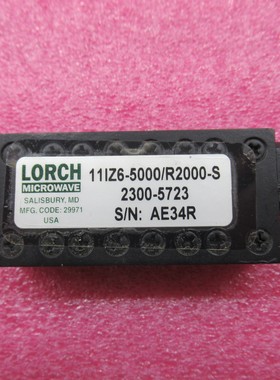 LORCH
MICROWAVE
SALISBURY, MD
MFG. CODE: 29971
USA
11IZ6-5000/R2000-S
2300-5723
S/N: AE34R